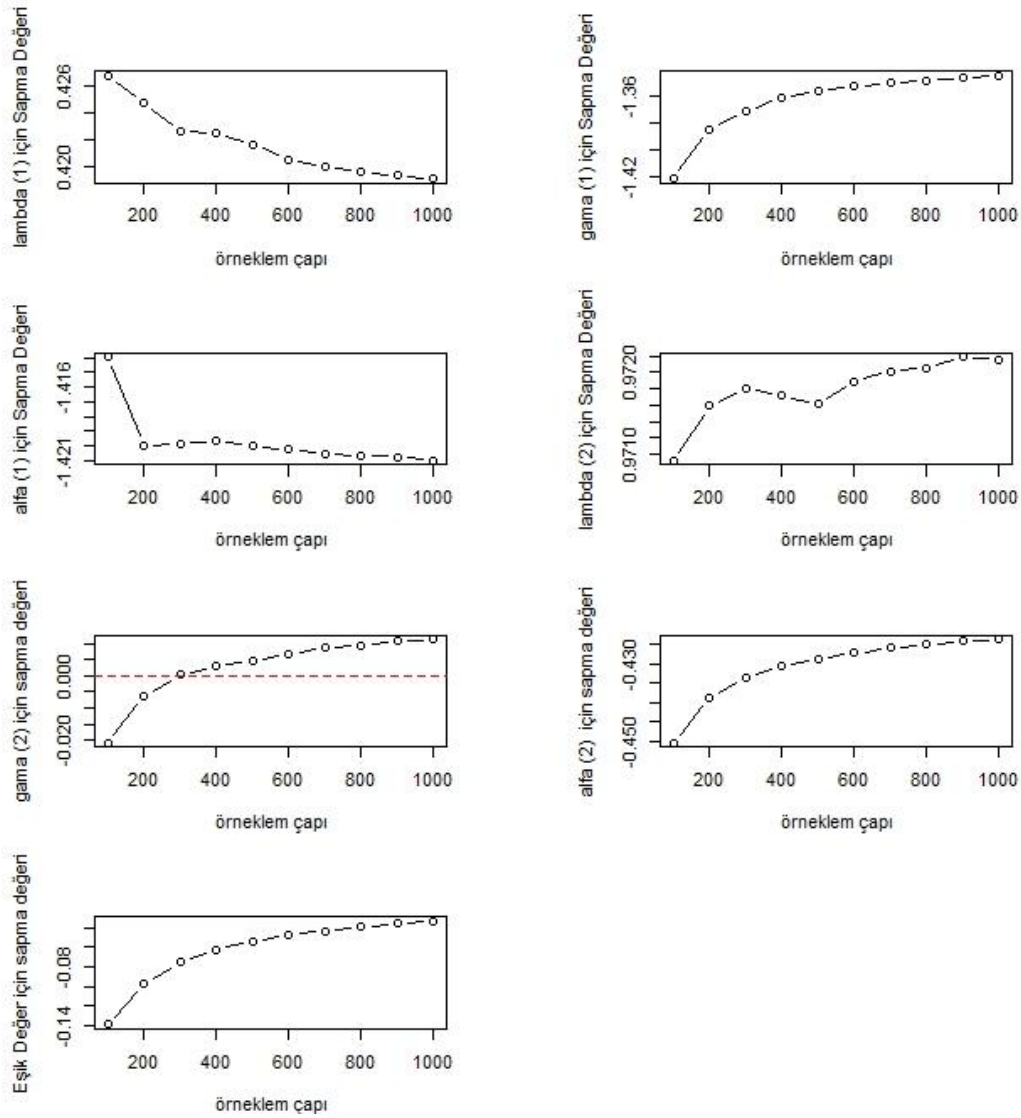 lambda (1) için Sapma Değeri
0.420 0.426
200 400 600 800 1000
örneklem çapı
gama (1) için Sapma Değeri
-1.42 -1.36
200 400 600 800 1000
örneklem çapı
alfa (1) için Sapma Değeri
-1.421 -1.416
200 400 600 800 1000
örneklem çapı
lambda (2) için Sapma Değeri
0.9710 0.9720
200 400 600 800 1000
örneklem çapı
gama (2) için sapma değeri
-0.020 0.000
200 400 600 800 1000
örneklem çapı
alfa (2) için sapma değeri
-0.450 -0.430
200 400 600 800 1000
örneklem çapı
Eşik Değer için sapma değeri
-0.14 -0.08
200 400 600 800 1000
örneklem çapı